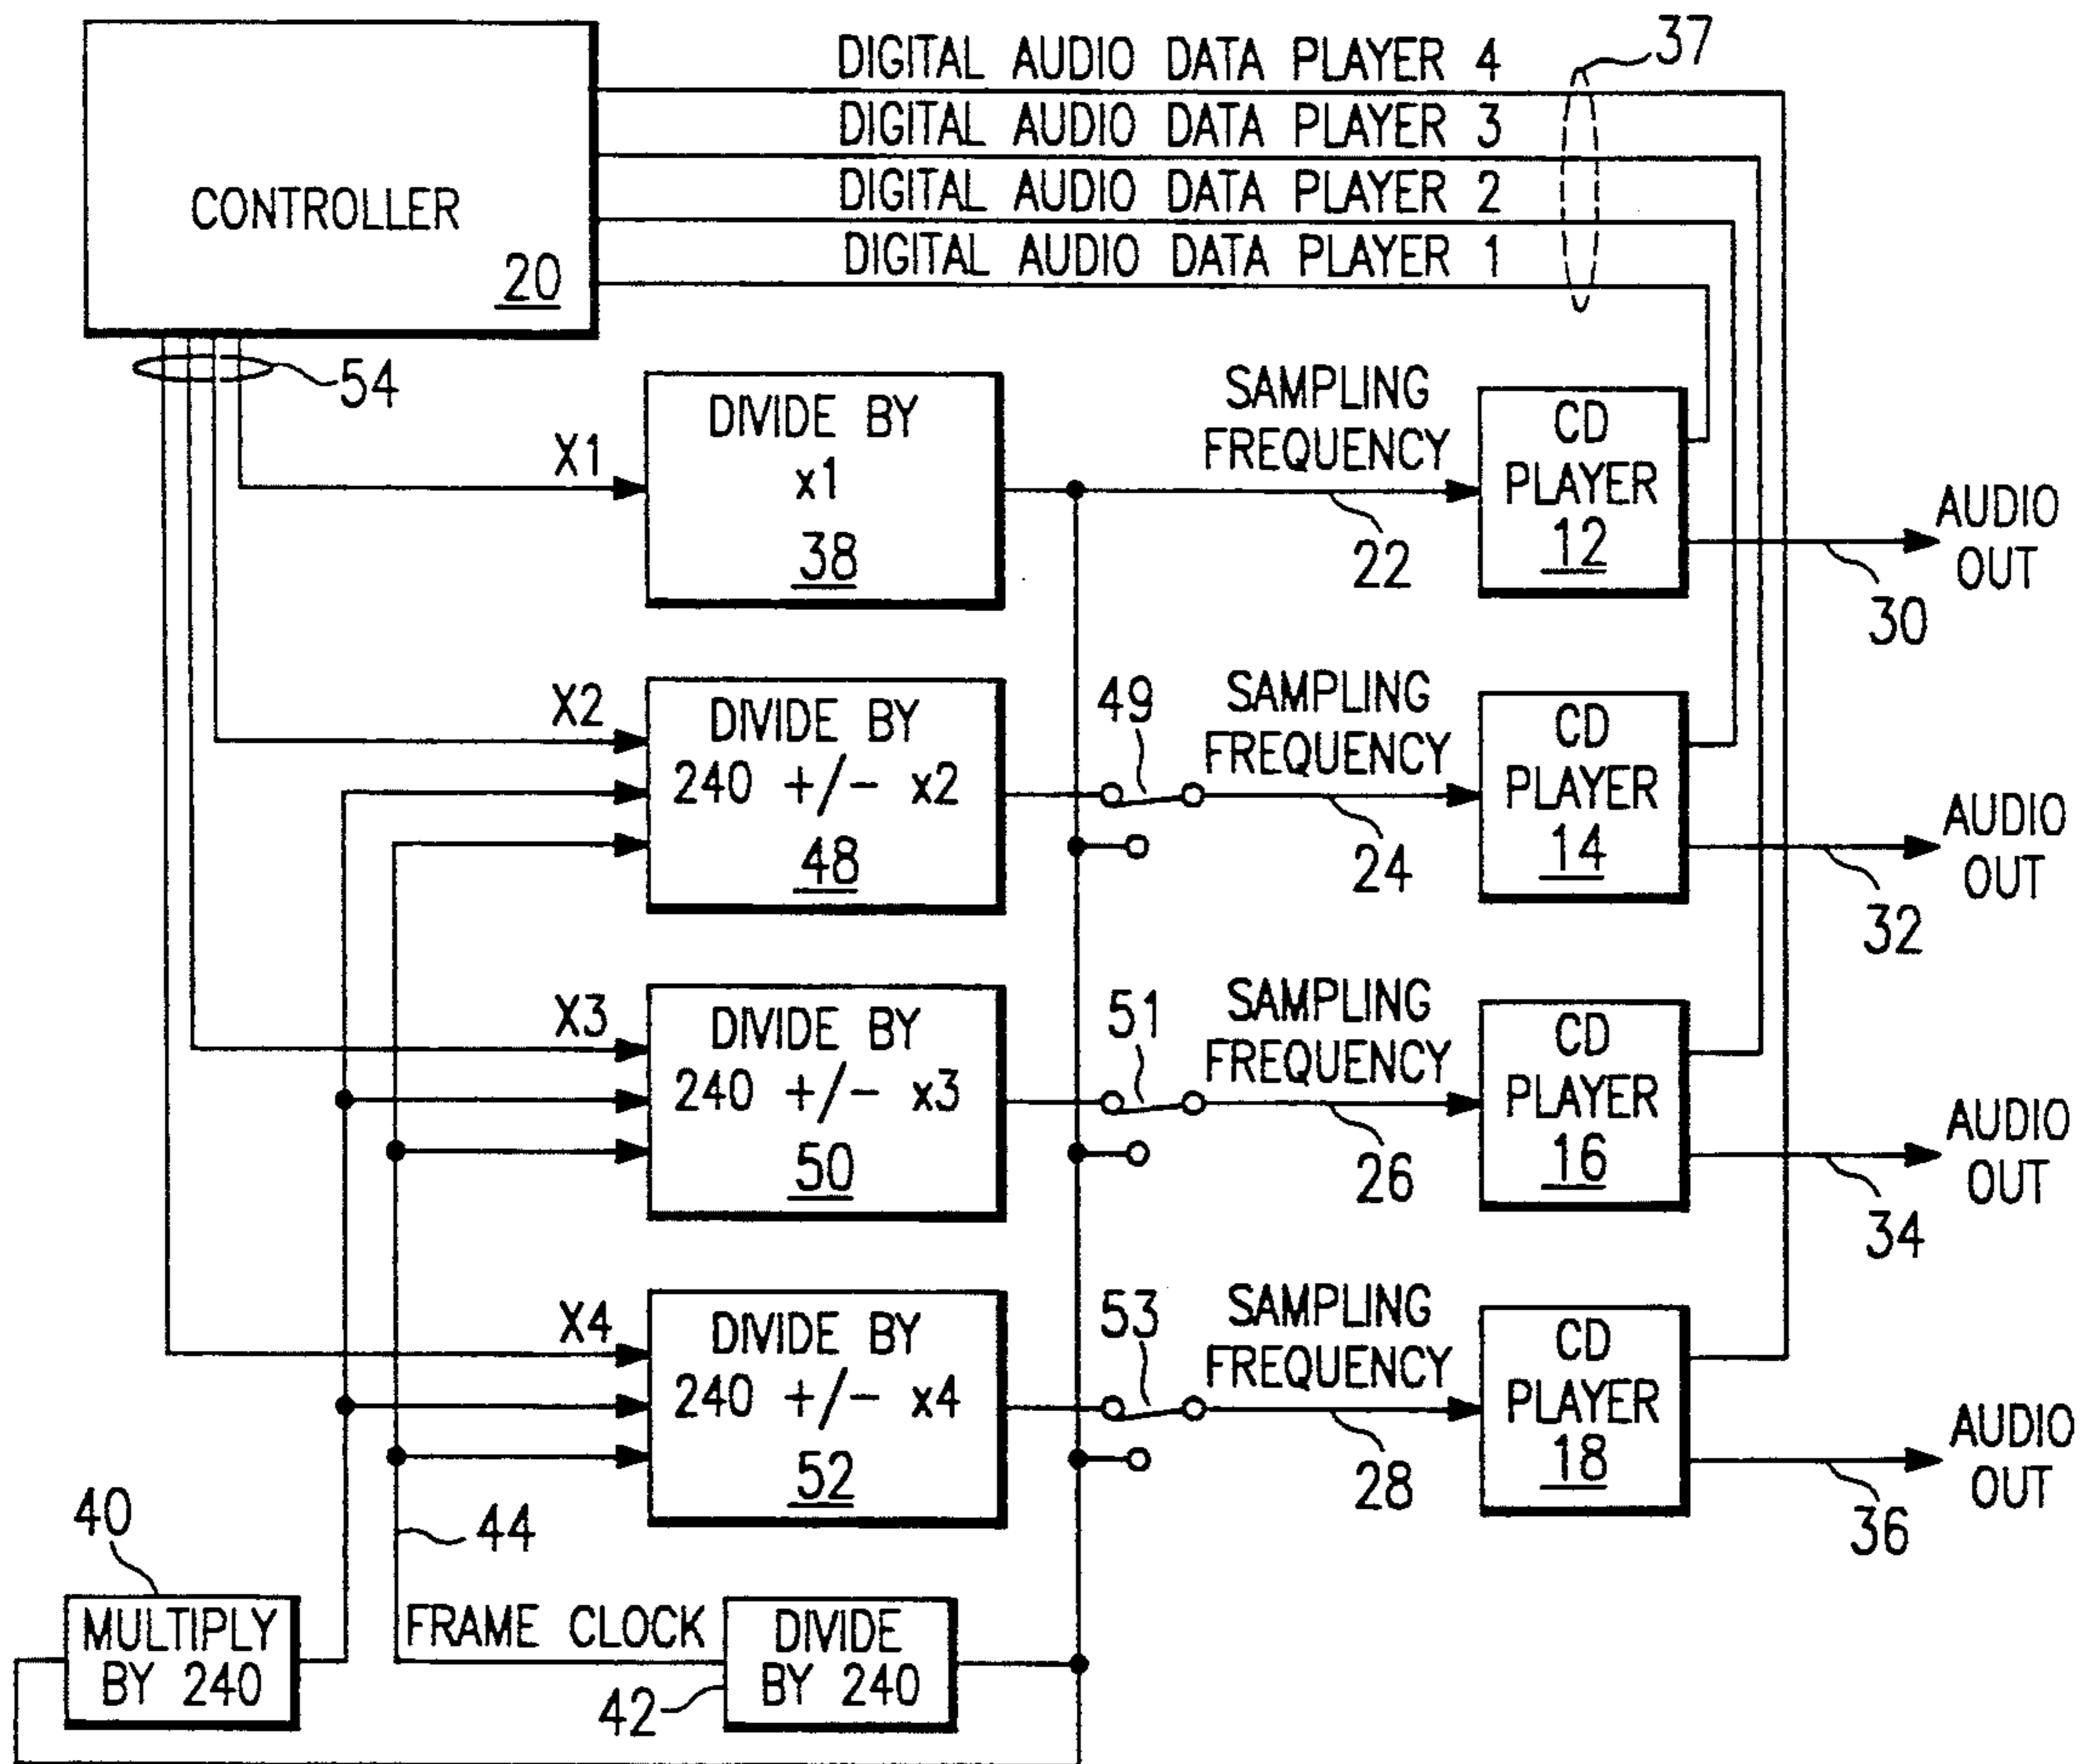 DIGITAL AUDIO DATA PLAYER 4
37
DIGITAL AUDIO DATA PLAYER 3
DIGITAL AUDIO DATA PLAYER 2
DIGITAL AUDIO DATA PLAYER 1
CONTROLLER
20
54
X1
DIVIDE BY
x1
38
SAMPLING
FREQUENCY
22
CD
PLAYER
12
AUDIO
OUT
30
X2
DIVIDE BY
240 +/- x2
48
49
SAMPLING
FREQUENCY
24
CD
PLAYER
14
AUDIO
OUT
32
X3
DIVIDE BY
240 +/- x3
50
51
SAMPLING
FREQUENCY
26
CD
PLAYER
16
AUDIO
OUT
34
X4
DIVIDE BY
240 +/- x4
52
53
SAMPLING
FREQUENCY
28
CD
PLAYER
18
AUDIO
OUT
36
40
44
MULTIPLY
BY 240
FRAME CLOCK
42
DIVIDE
BY 240